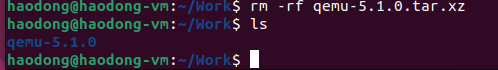 haodong@haodong-vm:~/Work$ rm -rf qemu-5.1.0.tar.xz
haodong@haodong-vm:~/Work$ ls
qemu-5.1.0
haodong@haodong-vm:~/Work$